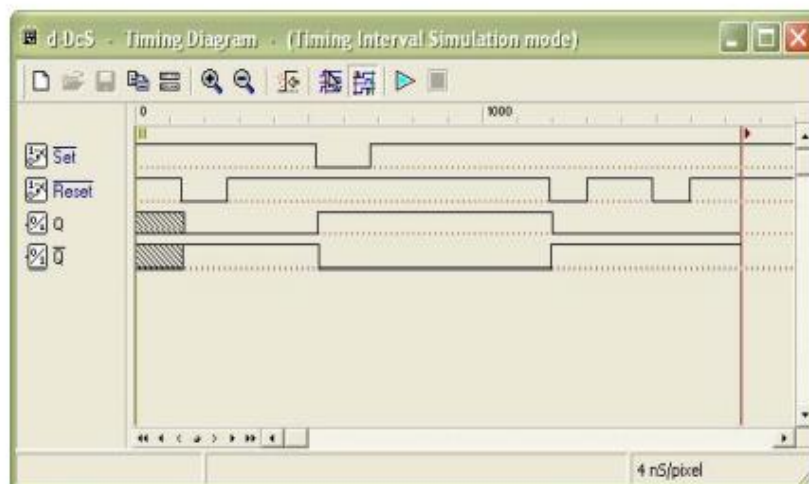 d-DcS - Timing Diagram - (Timing Interval Simulation mode)
0 1000
Set
Reset
Q
Q
4 nS/pixel